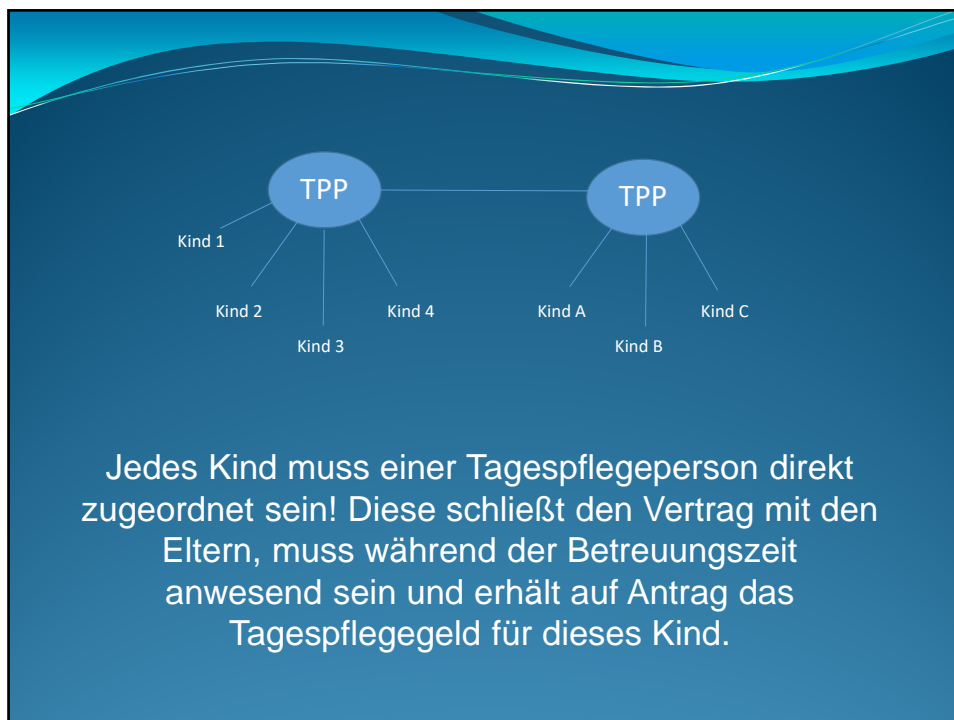 TPP
TPP
Kind 1
Kind 2
Kind 4
Kind A
Kind C
Kind 3
Kind B
Jedes Kind muss einer Tagespflegeperson direkt
zugeordnet sein! Diese schließt den Vertrag mit den
Eltern, muss während der Betreuungszeit
anwesend sein und erhält auf Antrag das
Tagespflegegeld für dieses Kind.